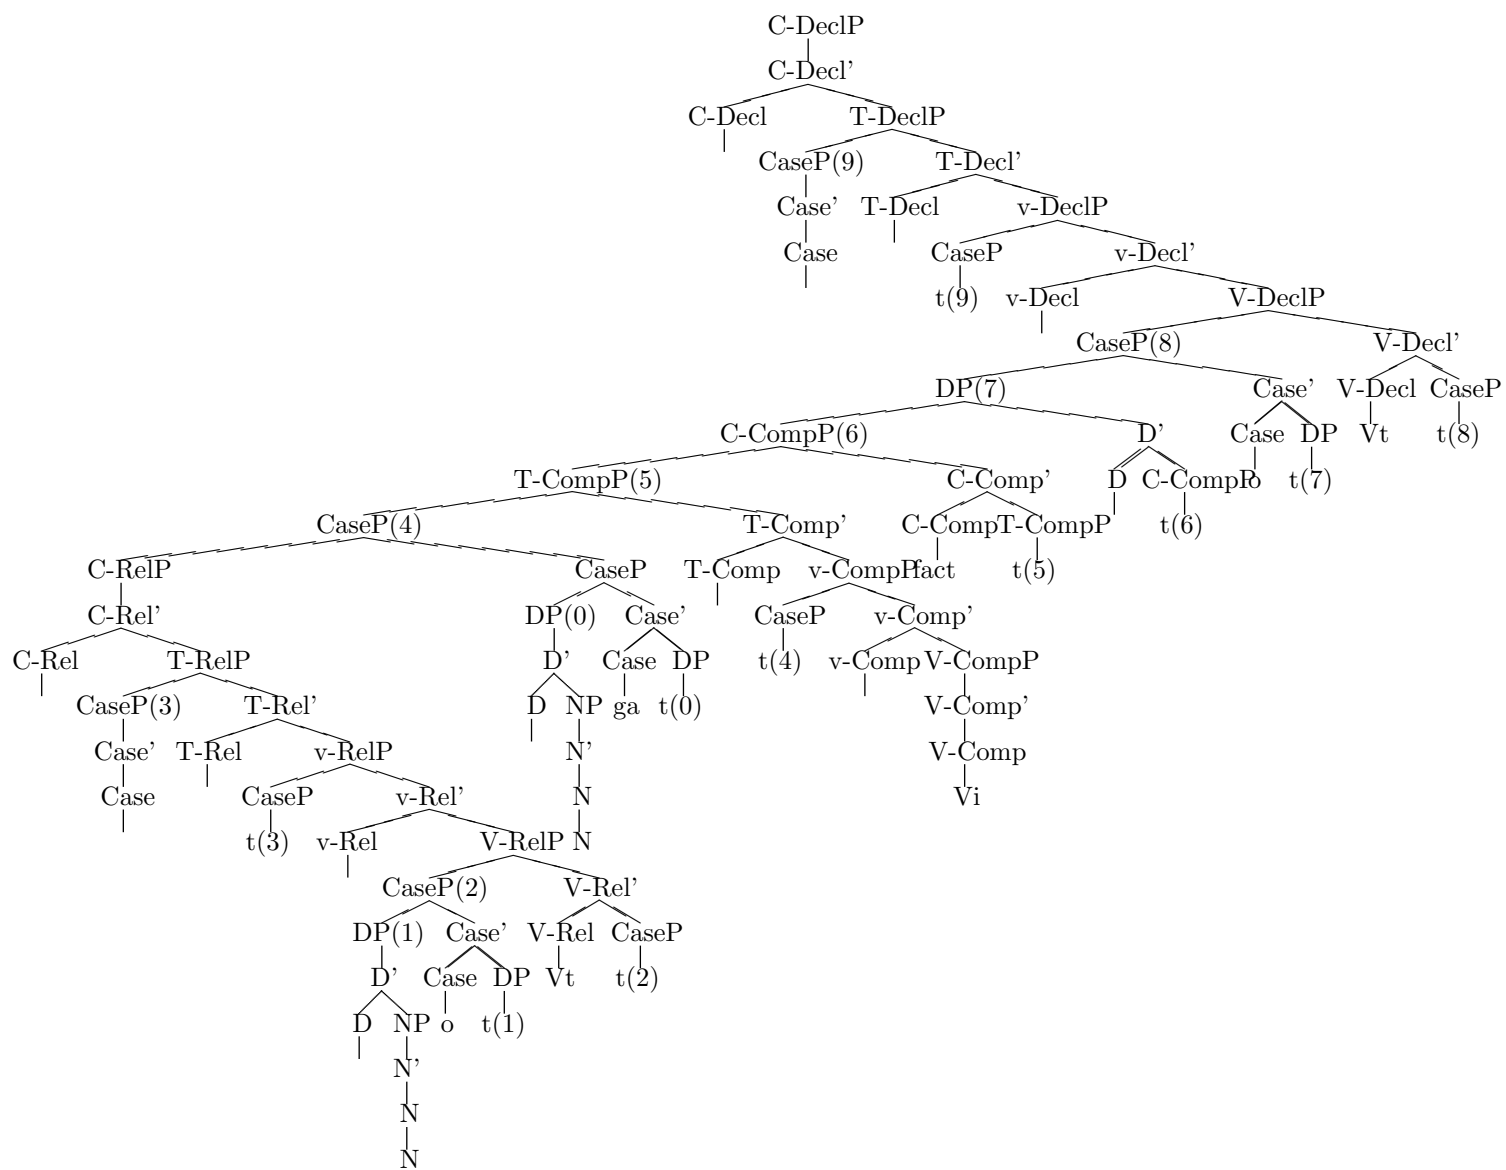 C-DeclP
C-Decl'
C-Decl T-DeclP
CaseP(9) T-Decl'
Case' T-Decl v-DeclP
Case CaseP v-Decl'
t(9) v-Decl V-DeclP
CaseP(8) V-Decl'
DP(7) Case' V-Decl CaseP
C-CompP(6) D' Case DP Vt t(8)
T-CompP(5) C-Comp' D C-CompP o t(7)
CaseP(4) T-Comp' C-Comp T-CompP t(6)
C-RelP CaseP T-Comp v-CompP fact t(5)
C-Rel' DP(0) Case' CaseP v-Comp'
C-Rel T-RelP D' Case DP t(4) v-Comp V-CompP
CaseP(3) T-Rel' D NP ga t(0) V-Comp'
Case' T-Rel v-RelP N' V-Comp
Case CaseP v-Rel' N Vi
t(3) v-Rel V-RelP N
CaseP(2) V-Rel'
DP(1) Case' V-Rel CaseP
D' Case DP Vt t(2)
D NP o t(1)
N'
N
N